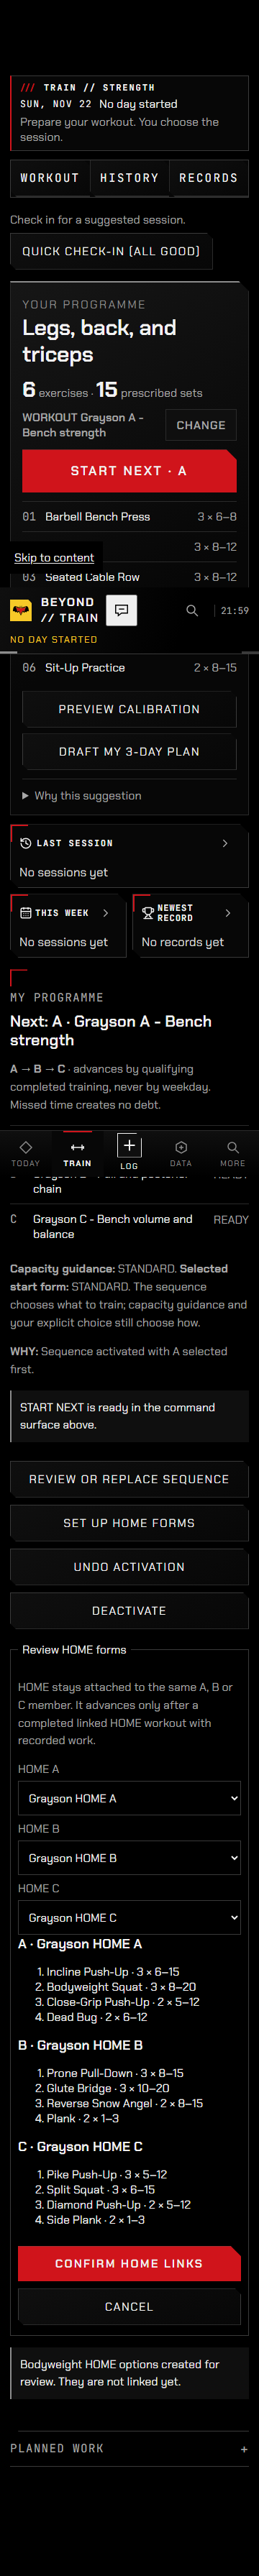 /// TRAIN // STRENGTH
SUN, NOV 22 No day started
Prepare your workout. You choose the
session.
WORKOUT HISTORY RECORDS
Check in for a suggested session.
QUICK CHECK-IN [ALL GOOD]
YOUR PROGRAMME
Legs, back, and
triceps
6 exercises · 15 prescribed sets
WORKOUT Grayson A -
Bench strength
CHANGE
START NEXT · A
01 Barbell Bench Press 3 × 6–8
3 × 8–12
Skip to content
03 Seated Cable Row 3 × 8–12
BEYOND
// TRAIN
21:59
NO DAY STARTED
06 Sit-Up Practice 2 × 8–15
PREVIEW CALIBRATION
DRAFT MY 3-DAY PLAN
Why this suggestion
LAST SESSION
No sessions yet
THIS WEEK
No sessions yet
NEWEST
RECORD
No records yet
MY PROGRAMME
Next: A · Grayson A - Bench
strength
A → B → C · advances by qualifying
completed training, never by weekday.
Missed time creates no debt.
TODAY TRAIN LOG DATA MORE
chain
C Grayson C - Bench volume and
balance
READY
Capacity guidance: STANDARD. Selected
start form: STANDARD. The sequence
chooses what to train; capacity guidance and
your explicit choice still choose how.
WHY: Sequence activated with A selected
first.
START NEXT is ready in the command
surface above.
REVIEW OR REPLACE SEQUENCE
SET UP HOME FORMS
UNDO ACTIVATION
DEACTIVATE
Review HOME forms
HOME stays attached to the same A, B or
C member. It advances only after a
completed linked HOME workout with
recorded work.
HOME A
Grayson HOME A
HOME B
Grayson HOME B
HOME C
Grayson HOME C
A · Grayson HOME A
1. Incline Push-Up · 3 × 6–15
2. Bodyweight Squat · 3 × 8–20
3. Close-Grip Push-Up · 2 × 5–12
4. Dead Bug · 2 × 6–12
B · Grayson HOME B
1. Prone Pull-Down · 3 × 8–15
2. Glute Bridge · 3 × 10–20
3. Reverse Snow Angel · 2 × 8–15
4. Plank · 2 × 1–3
C · Grayson HOME C
1. Pike Push-Up · 3 × 5–12
2. Split Squat · 3 × 6–15
3. Diamond Push-Up · 2 × 5–12
4. Side Plank · 2 × 1–3
CONFIRM HOME LINKS
CANCEL
Bodyweight HOME options created for
review. They are not linked yet.
PLANNED WORK +